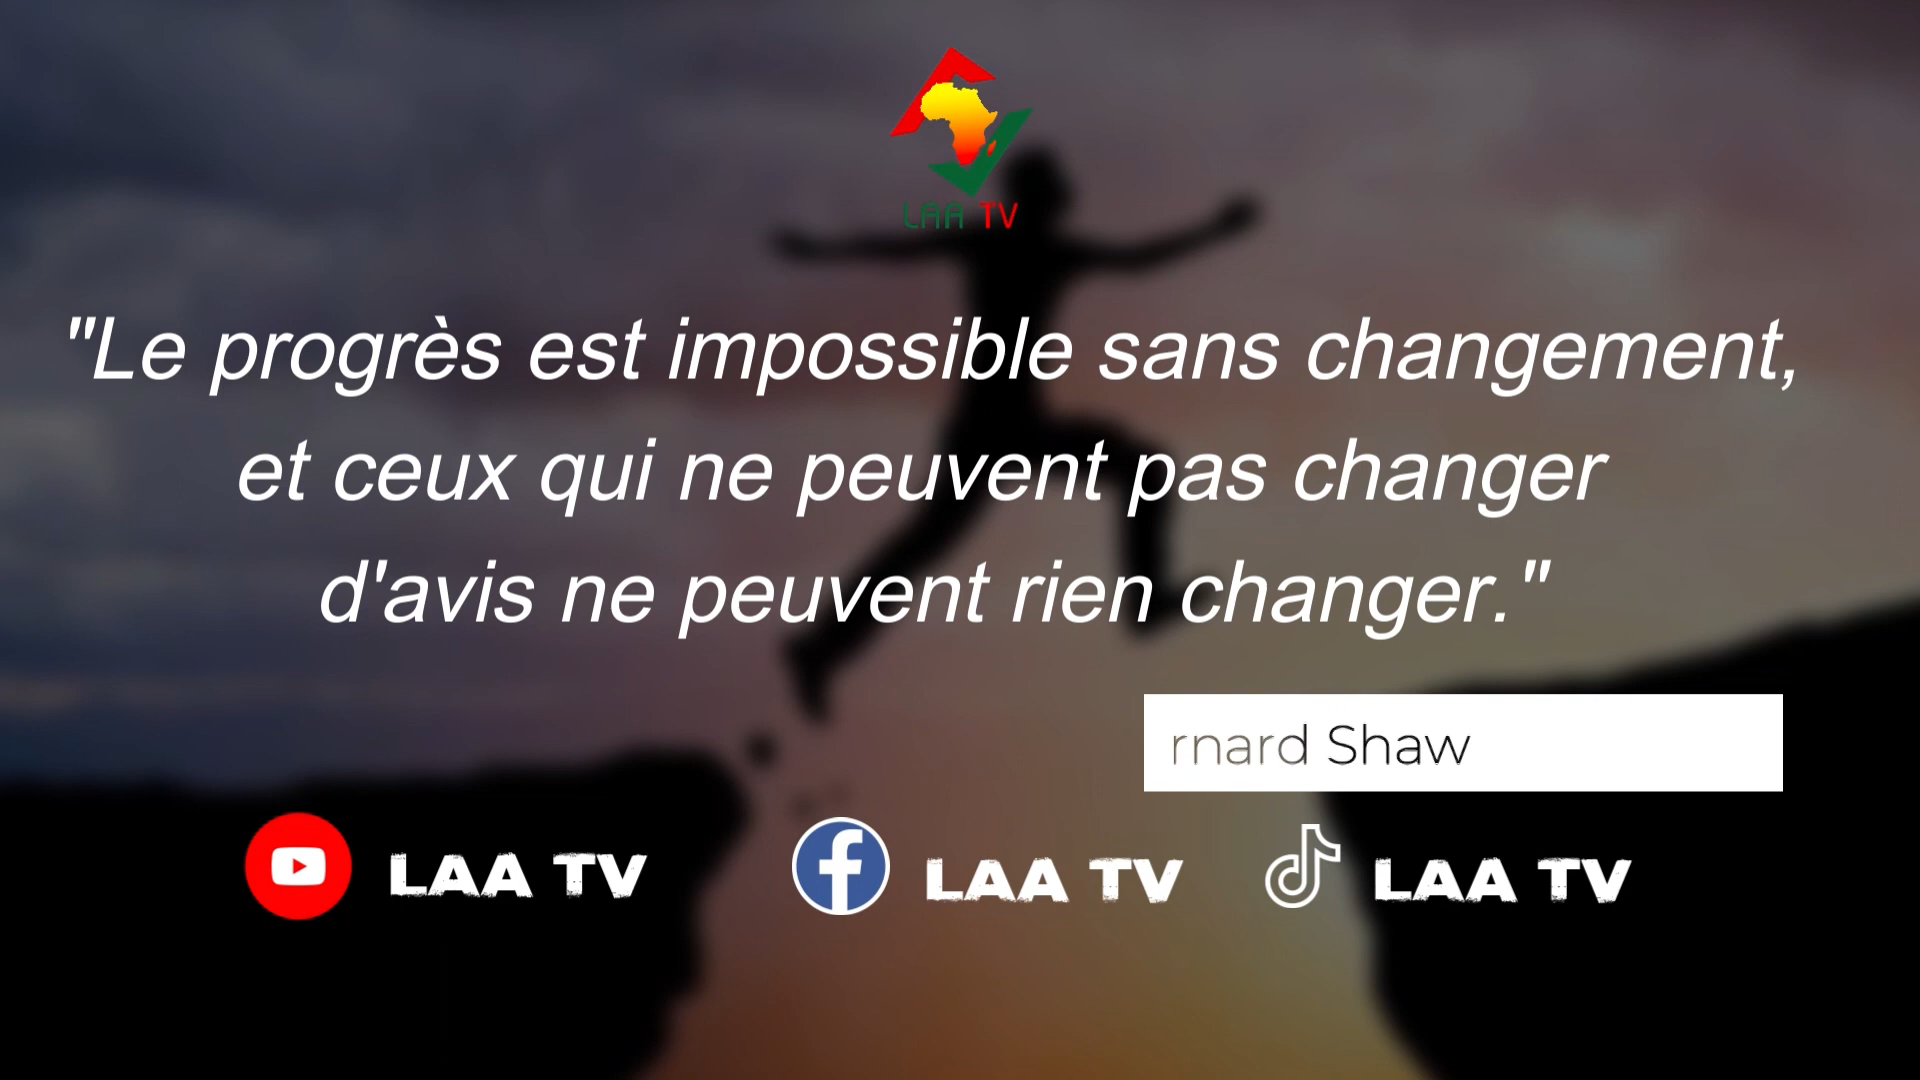 LAA TV
"Le progrès est impossible sans changement,
et ceux qui ne peuvent pas changer
d'avis ne peuvent rien changer."
rnard Shaw
LAA TV
LAA TV
LAA TV